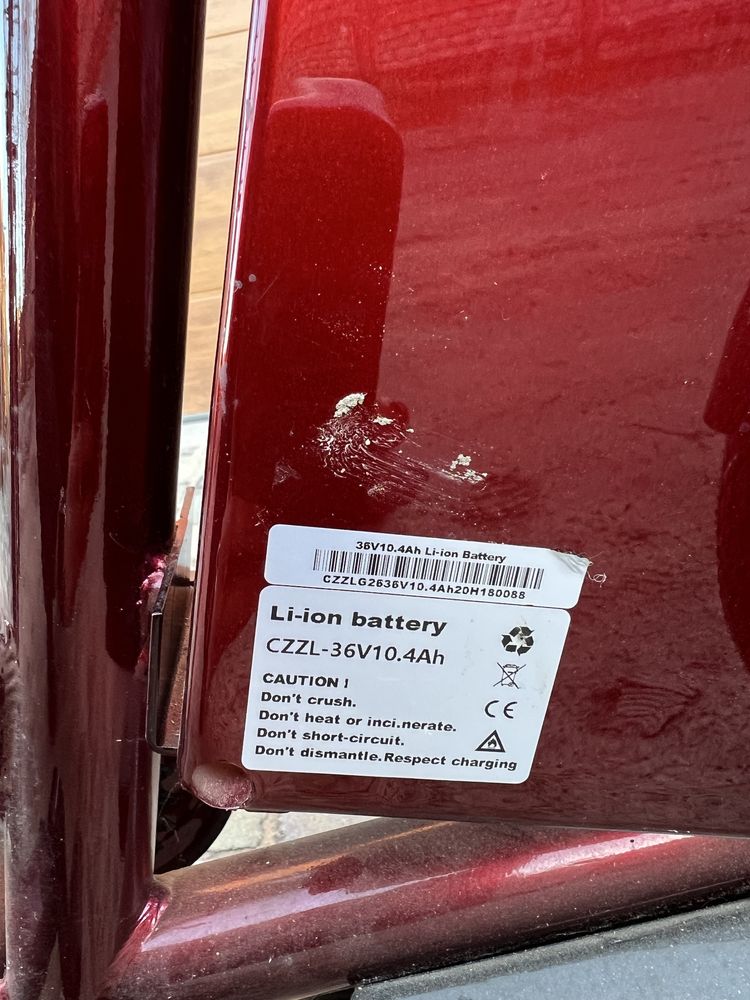 36V10.4Ah Li-ion Battery
CZZLG2636V10.4Ah20H180088
Li-ion battery
CZZL-36V10.4Ah
CAUTION !
Don't crush.
Don't heat or inci.nerate.
Don't short-circuit.
Don't dismantle.Respect charging
CE